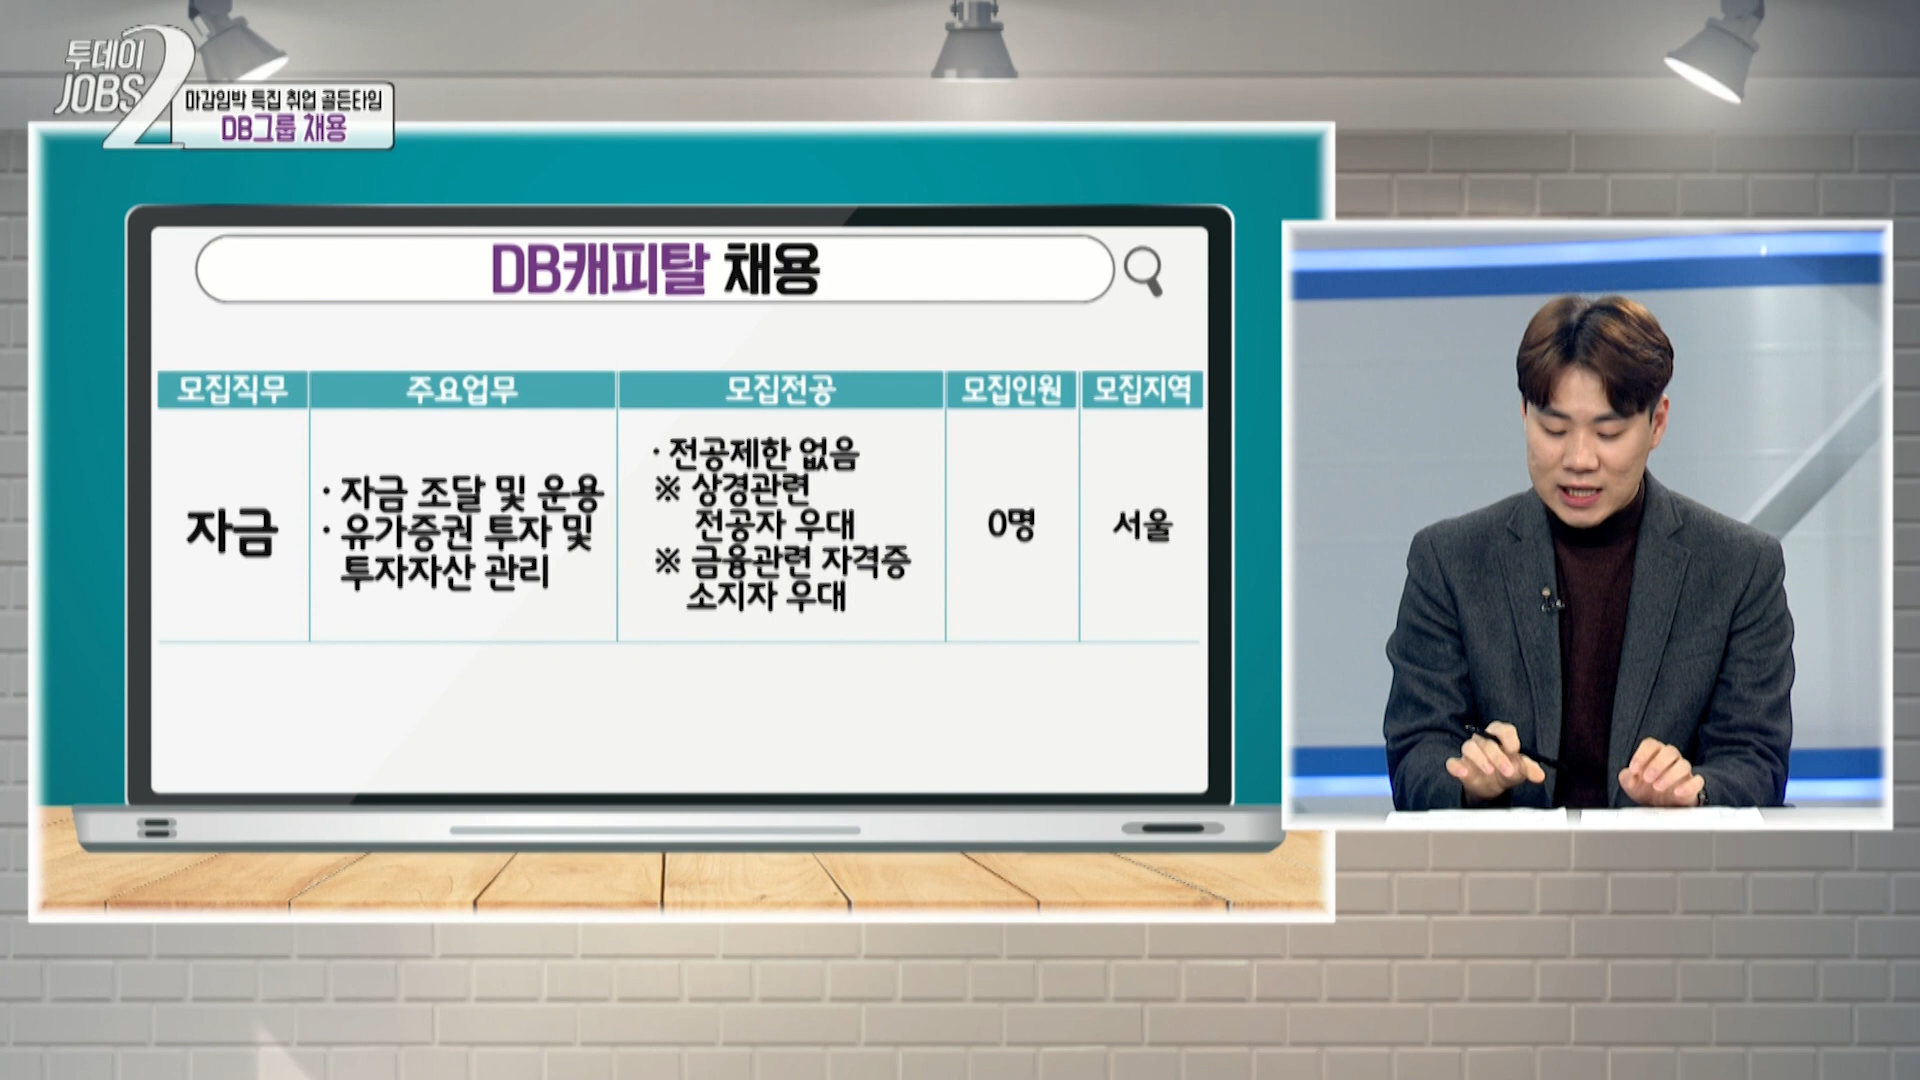 투데이
JOBS 2
마감임박 특집 취업 골든타임
DB그룹 채용
DB캐피탈 채용
모집직무 주요업무 모집전공 모집인원 모집지역
자금
· 자금 조달 및 운용
· 유가증권 투자 및
투자자산 관리
· 전공제한 없음
※ 상경관련
전공자 우대
※ 금융관련 자격증
소지자 우대
0명
서울